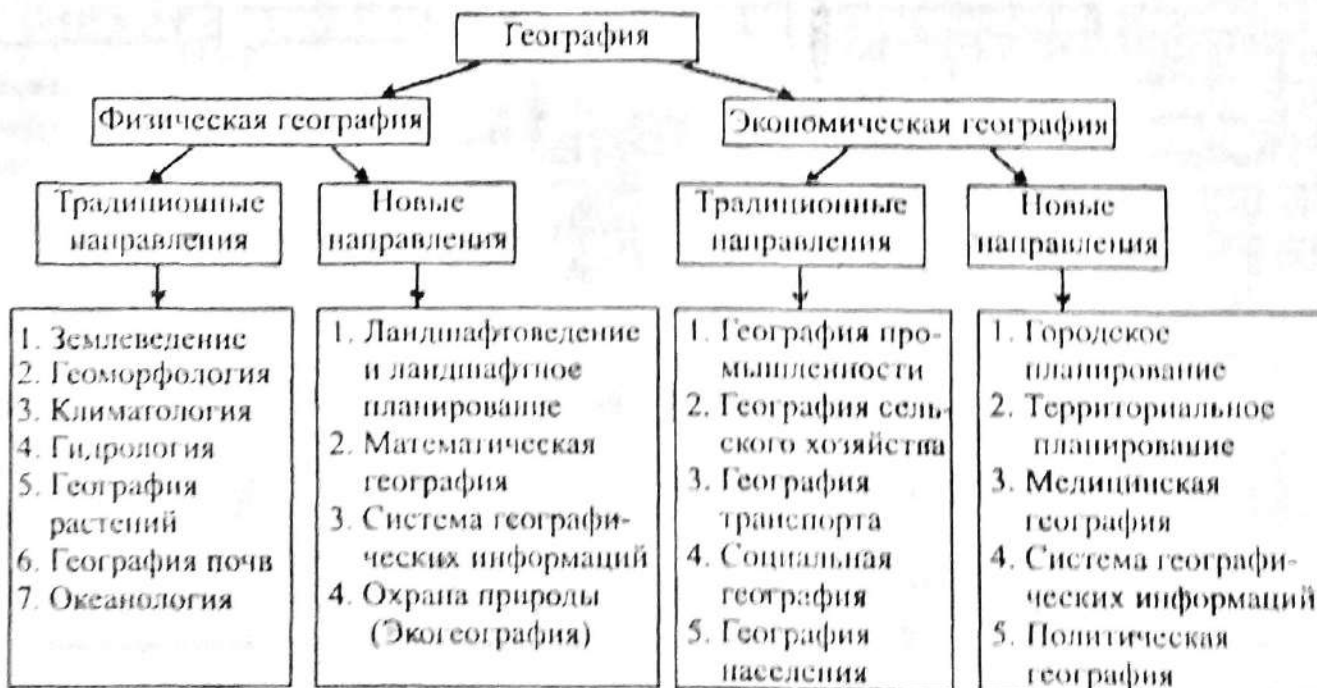 География
Физическая география
Экономическая география
Традиционные
направления
Новые
направления
Традиционные
направления
Новые
направления
1. Землеведение
2. Геоморфология
3. Климатология
4. Гидрология
5. География
растений
6. География почв
7. Океанология
1. Ландшафтоведение
и ландшафтное
планирование
2. Математическая
география
3. Система географи-
ческих информаций
4. Охрана природы
(Экогеография)
1. География про-
мышленности
2. География сель-
ского хозяйства
3. География
транспорта
4. Социальная
география
5. География
населения
1. Городское
планирование
2. Территориальное
планирование
3. Медицинская
география
4. Система географи-
ческих информаций
5. Политическая
география